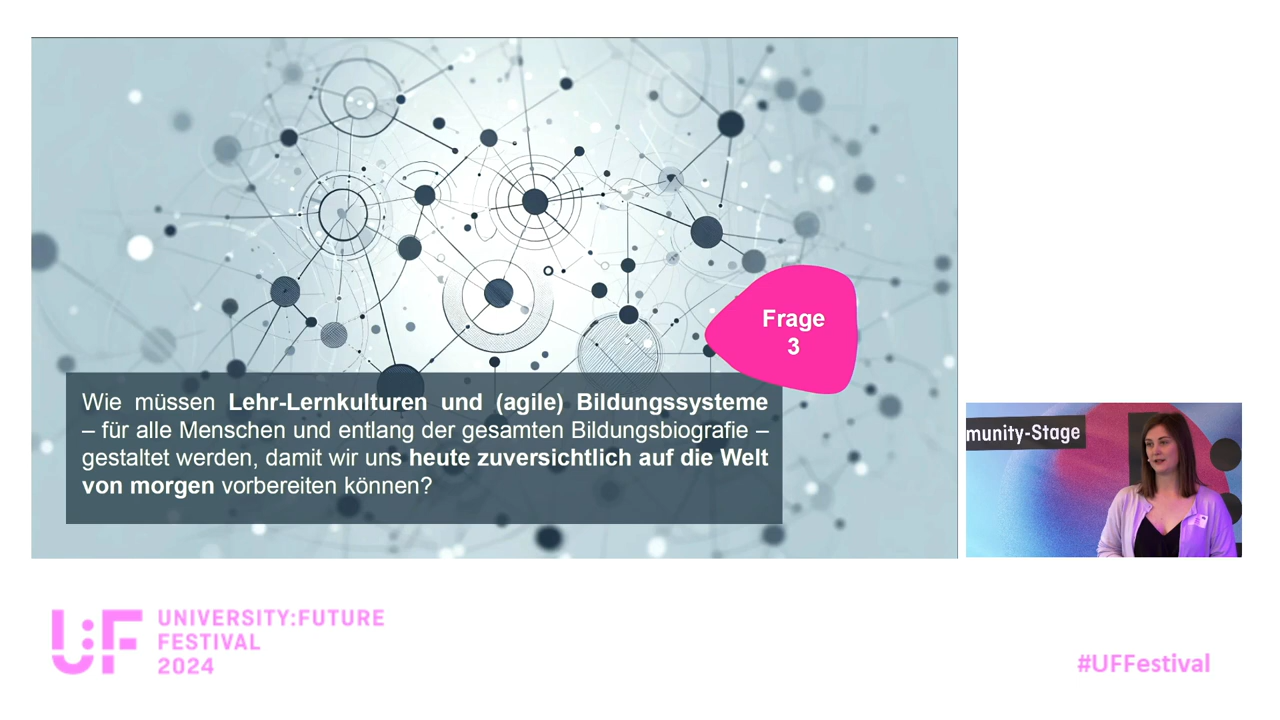 Frage
3
Wie müssen Lehr-Lernkulturen und (agile) Bildungssysteme
– für alle Menschen und entlang der gesamten Bildungsbiografie –
gestaltet werden, damit wir uns heute zuversichtlich auf die Welt
von morgen vorbereiten können?
munity-Stage
U:F
UNIVERSITY:FUTURE
FESTIVAL
2024
#UFFestival